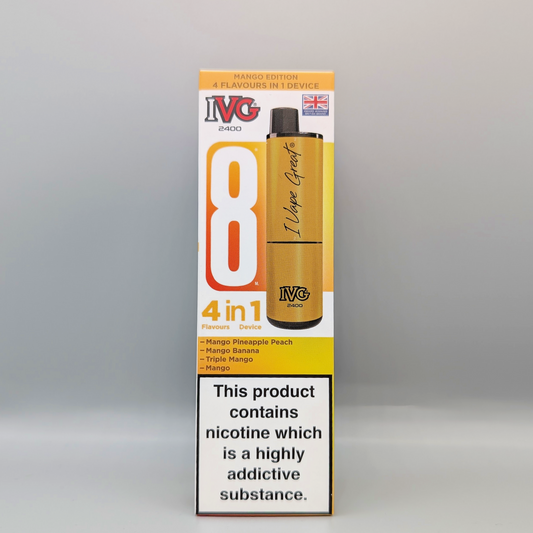 MANGO EDITION
4 FLAVOURS IN 1 DEVICE
IVG
2400
8
I Vape Great®
IVG
2400
4 in 1
Flavours Device
– Mango Pineapple Peach
– Mango Banana
– Triple Mango
– Mango
This product
contains
nicotine which
is a highly
addictive
substance.